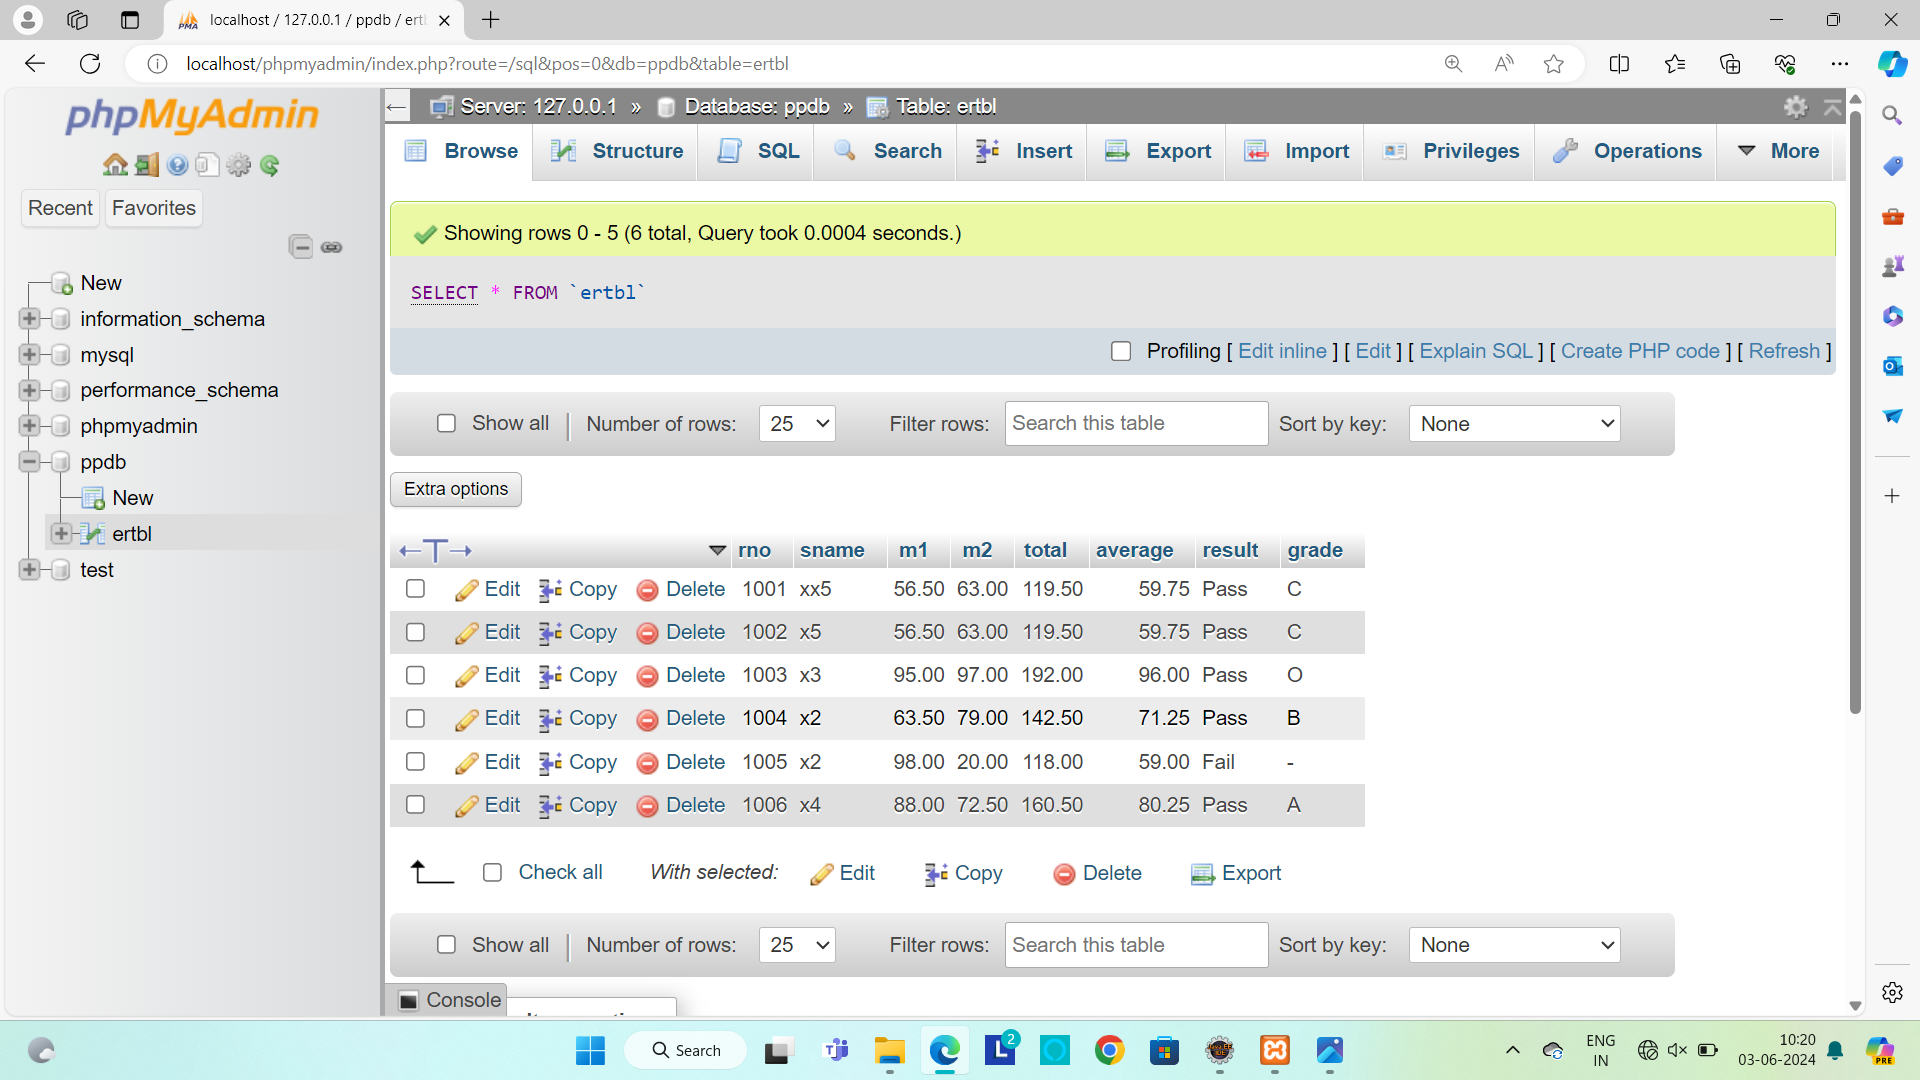 localhost / 127.0.0.1 / ppdb / ert
localhost/phpmyadmin/index.php?route=/sql&pos=0&db=ppdb&table=ertbl
phpMyAdmin
Recent Favorites
New
information_schema
mysql
performance_schema
phpmyadmin
ppdb
New
ertbl
test
Server: 127.0.0.1 » Database: ppdb » Table: ertbl
Browse Structure SQL Search Insert Export Import Privileges Operations More
Showing rows 0 - 5 (6 total, Query took 0.0004 seconds.)
SELECT * FROM `ertbl`
Profiling [ Edit inline ] [ Edit ] [ Explain SQL ] [ Create PHP code ] [ Refresh ]
Show all | Number of rows: 25 Filter rows: Search this table Sort by key: None
Extra options
←T→ rno sname m1 m2 total average result grade
Edit Copy Delete 1001 xx5 56.50 63.00 119.50 59.75 Pass C
Edit Copy Delete 1002 x5 56.50 63.00 119.50 59.75 Pass C
Edit Copy Delete 1003 x3 95.00 97.00 192.00 96.00 Pass O
Edit Copy Delete 1004 x2 63.50 79.00 142.50 71.25 Pass B
Edit Copy Delete 1005 x2 98.00 20.00 118.00 59.00 Fail -
Edit Copy Delete 1006 x4 88.00 72.50 160.50 80.25 Pass A
Check all With selected: Edit Copy Delete Export
Show all | Number of rows: 25 Filter rows: Search this table Sort by key: None
Console
Search
2
ENG
IN
10:20
03-06-2024
PRE